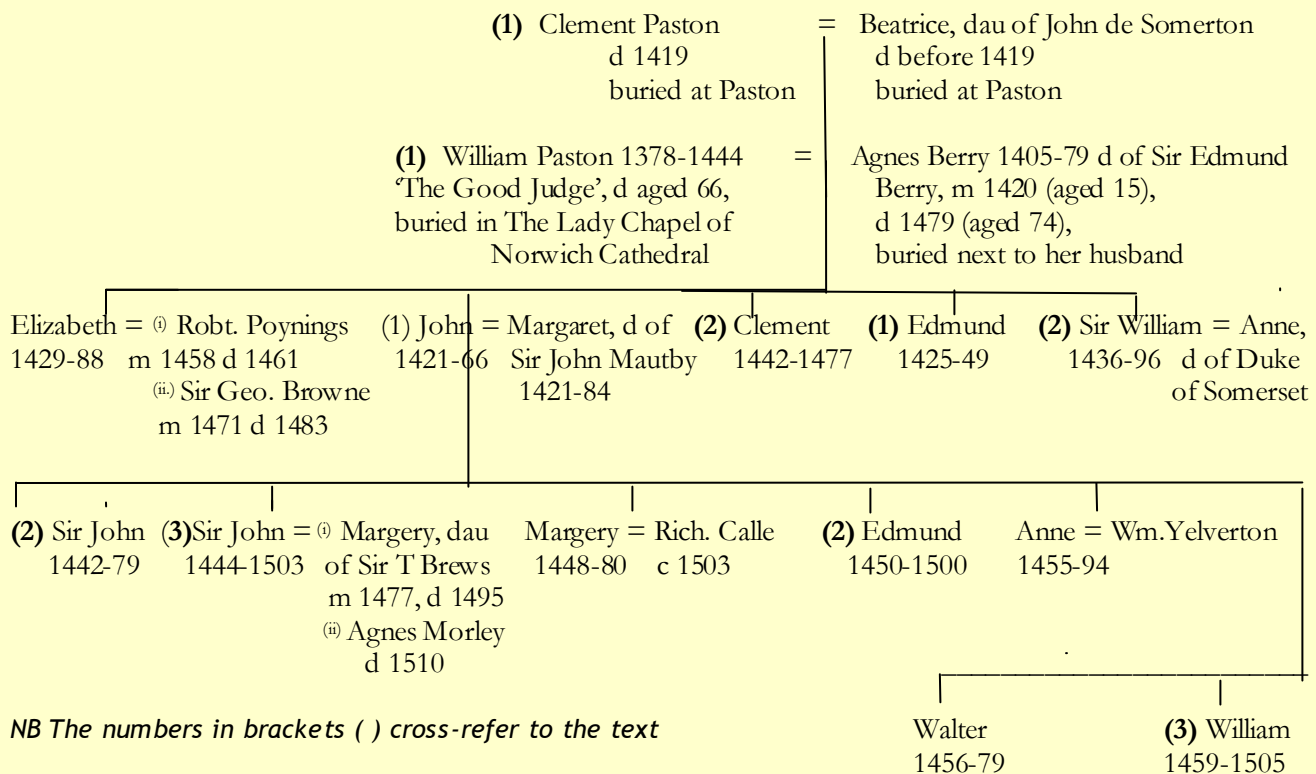 (1) Clement Paston = Beatrice, dau of John de Somerton
d 1419 d before 1419
buried at Paston buried at Paston
(1) William Paston 1378-1444 = Agnes Berry 1405-79 d of Sir Edmund
‘The Good Judge’, d aged 66, Berry, m 1420 (aged 15),
buried in The Lady Chapel of d 1479 (aged 74),
Norwich Cathedral buried next to her husband
Elizabeth = (i) Robt. Poynings (1) John = Margaret, d of (2) Clement (1) Edmund (2) Sir William = Anne,
1429-88 m 1458 d 1461 1421-66 Sir John Mautby 1442-1477 1425-49 1436-96 d of Duke
(ii.) Sir Geo. Browne 1421-84 of Somerset
m 1471 d 1483
(2) Sir John (3)Sir John = (i) Margery, dau Margery = Rich. Calle (2) Edmund Anne = Wm.Yelverton
1442-79 1444-1503 of Sir T Brews 1448-80 c 1503 1450-1500 1455-94
m 1477, d 1495
(ii) Agnes Morley
d 1510
NB The numbers in brackets ( ) cross-refer to the text Walter (3) William
1456-79 1459-1505